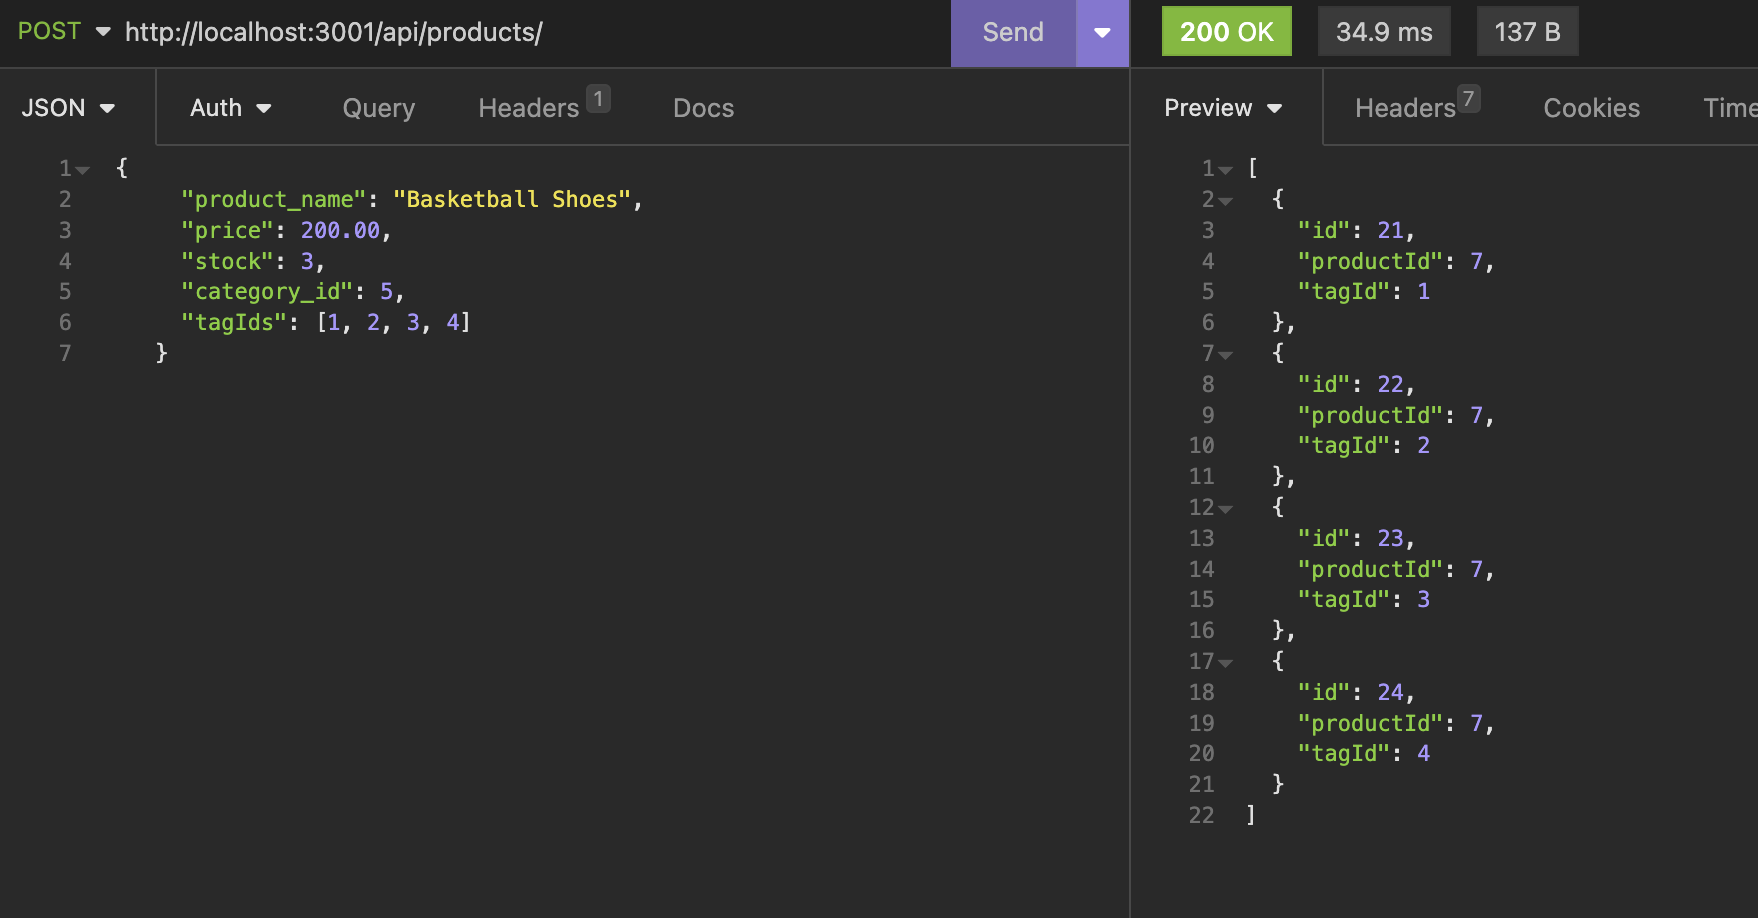 POST http://localhost:3001/api/products/ Send 200 OK 34.9 ms 137 B
JSON Auth Query Headers 1 Docs
1 {
2 "product_name": "Basketball Shoes",
3 "price": 200.00,
4 "stock": 3,
5 "category_id": 5,
6 "tagIds": [1, 2, 3, 4]
7 }
Preview Headers 7 Cookies Time
1 [
2 {
3 "id": 21,
4 "productId": 7,
5 "tagId": 1
6 },
7 {
8 "id": 22,
9 "productId": 7,
10 "tagId": 2
11 },
12 {
13 "id": 23,
14 "productId": 7,
15 "tagId": 3
16 },
17 {
18 "id": 24,
19 "productId": 7,
20 "tagId": 4
21 }
22 ]